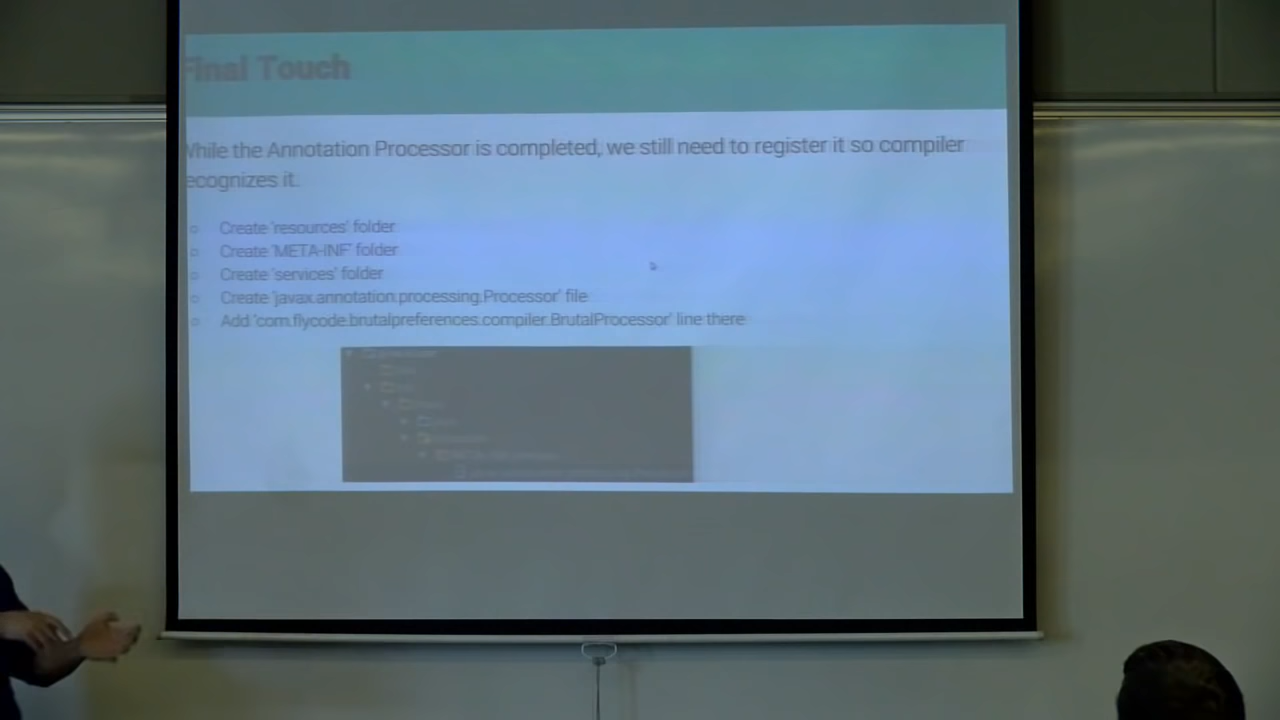 Final Touch
While the Annotation Processor is completed, we still need to register it so compiler
recognizes it.
Create 'resources' folder
Create 'META-INF' folder
Create 'services' folder
Create 'javax.annotation.processing.Processor' file
Add 'com.flycode.brutalpreferences.compiler.BrutalProcessor' line there